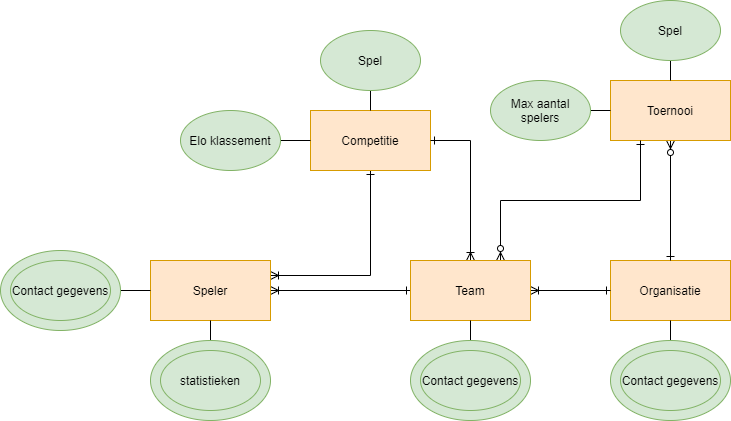 Spel
Spel
Max aantal
spelers
Toernooi
Elo klassement
Competitie
Contact gegevens
Speler
Team
Organisatie
statistieken
Contact gegevens
Contact gegevens